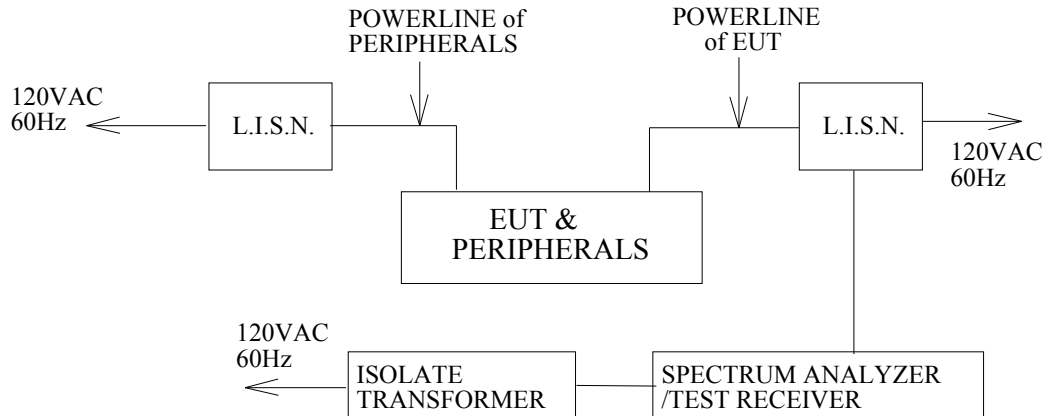 POWERLINE of
PERIPHERALS
POWERLINE
of EUT
120VAC
60Hz
L.I.S.N.
L.I.S.N.
120VAC
60Hz
EUT &
PERIPHERALS
120VAC
60Hz
ISOLATE
TRANSFORMER
SPECTRUM ANALYZER
/TEST RECEIVER